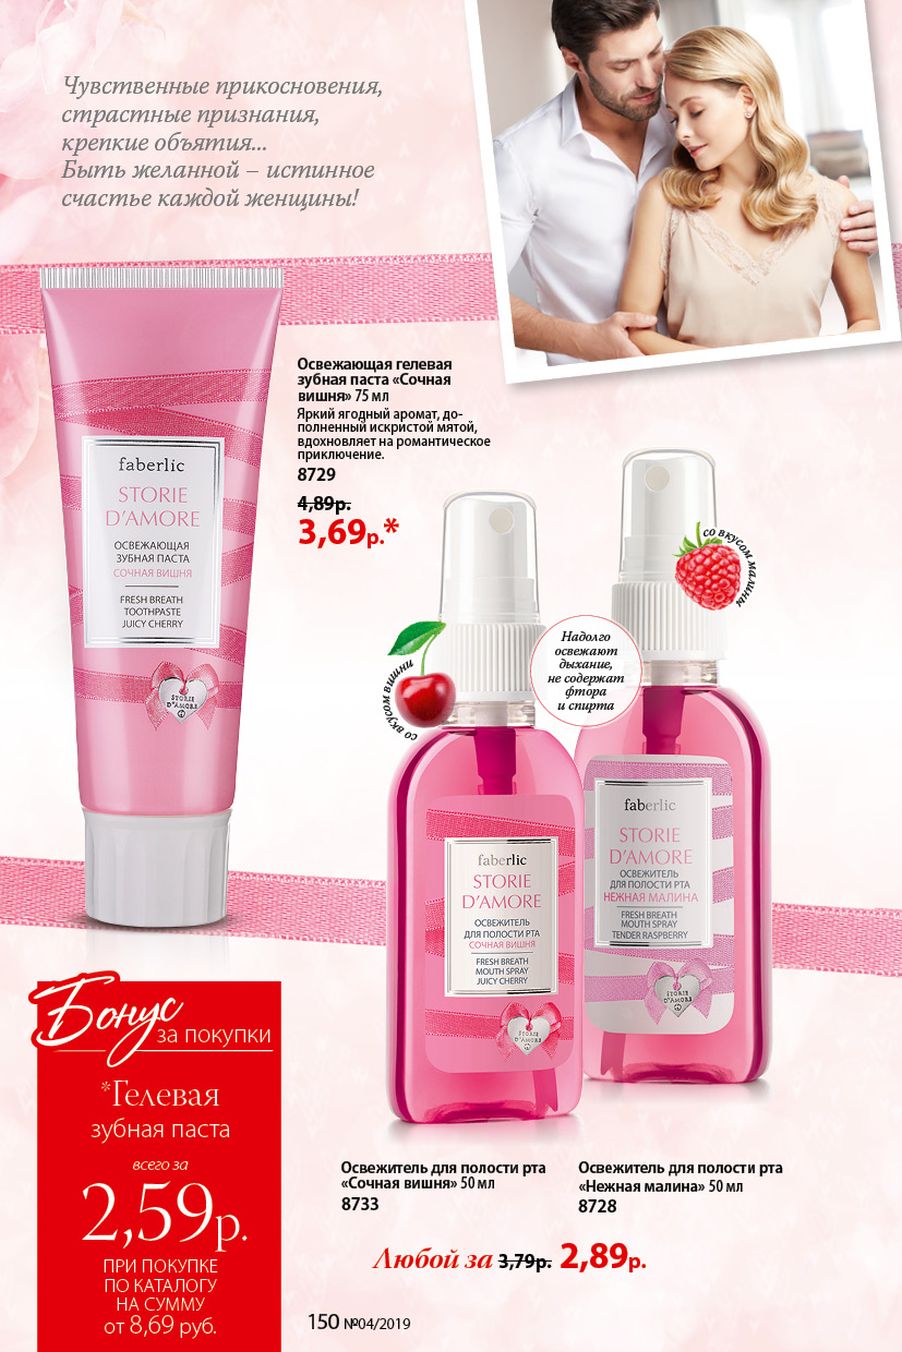 Чувственные прикосновения,
страстные признания,
крепкие объятия...
Быть желанной – истинное
счастье каждой женщины!
Освежающая гелевая
зубная паста «Сочная
вишня» 75 мл
Яркий ягодный аромат, до-
полненный искристой мятой,
вдохновляет на романтическое
приключение.
8729
4,89р.
3,69р.*
faberlic
STORIE
D'AMORE
ОСВЕЖАЮЩАЯ
ЗУБНАЯ ПАСТА
СОЧНАЯ ВИШНЯ
FRESH BREATH
TOOTHPASTE
JUICY CHERRY
STORIE
D'AMORE
со вкусом вишни
Надолго
освежают
дыхание,
не содержат
фтора
и спирта
со вкусом малины
faberlic
STORIE
D'AMORE
ОСВЕЖИТЕЛЬ
ДЛЯ ПОЛОСТИ РТА
СОЧНАЯ ВИШНЯ
FRESH BREATH
MOUTH SPRAY
JUICY CHERRY
STORIE
D'AMORE
faberlic
STORIE
D'AMORE
ОСВЕЖИТЕЛЬ
ДЛЯ ПОЛОСТИ РТА
НЕЖНАЯ МАЛИНА
FRESH BREATH
MOUTH SPRAY
TENDER RASPBERRY
STORIE
D'AMORE
Бонус
за покупки
*Гелевая
зубная паста
всего за
2,59р.
ПРИ ПОКУПКЕ
ПО КАТАЛОГУ
НА СУММУ
от 8,69 руб.
Освежитель для полости рта
«Сочная вишня» 50 мл
8733
Освежитель для полости рта
«Нежная малина» 50 мл
8728
Любой за 3,79р. 2,89р.
150 №04/2019